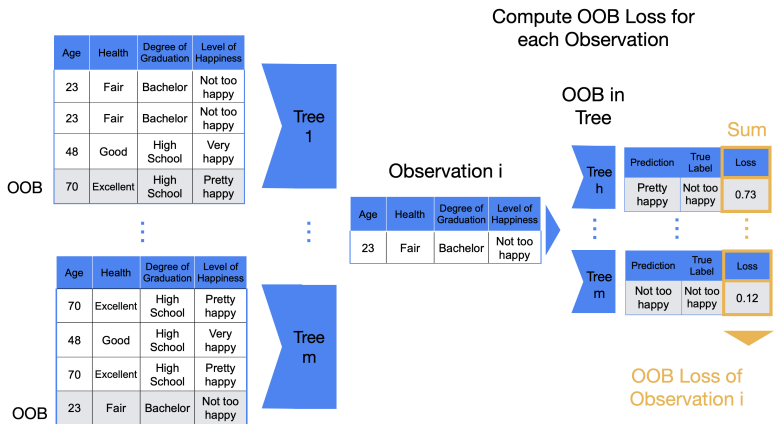 Compute OOB Loss for
each Observation
Age Health Degree of Graduation Level of Happiness
23 Fair Bachelor Not too happy
23 Fair Bachelor Not too happy
48 Good High School Very happy
OOB 70 Excellent High School Pretty happy
Tree
1
Age Health Degree of Graduation Level of Happiness
70 Excellent High School Pretty happy
48 Good High School Very happy
70 Excellent High School Pretty happy
OOB 23 Fair Bachelor Not too happy
Tree
m
Observation i
Age Health Degree of Graduation Level of Happiness
23 Fair Bachelor Not too happy
OOB in
Tree
Sum
Tree
h
Prediction True Label Loss
Pretty happy Not too happy 0.73
Tree
m
Prediction True Label Loss
Not too happy Not too happy 0.12
OOB Loss of
Observation i